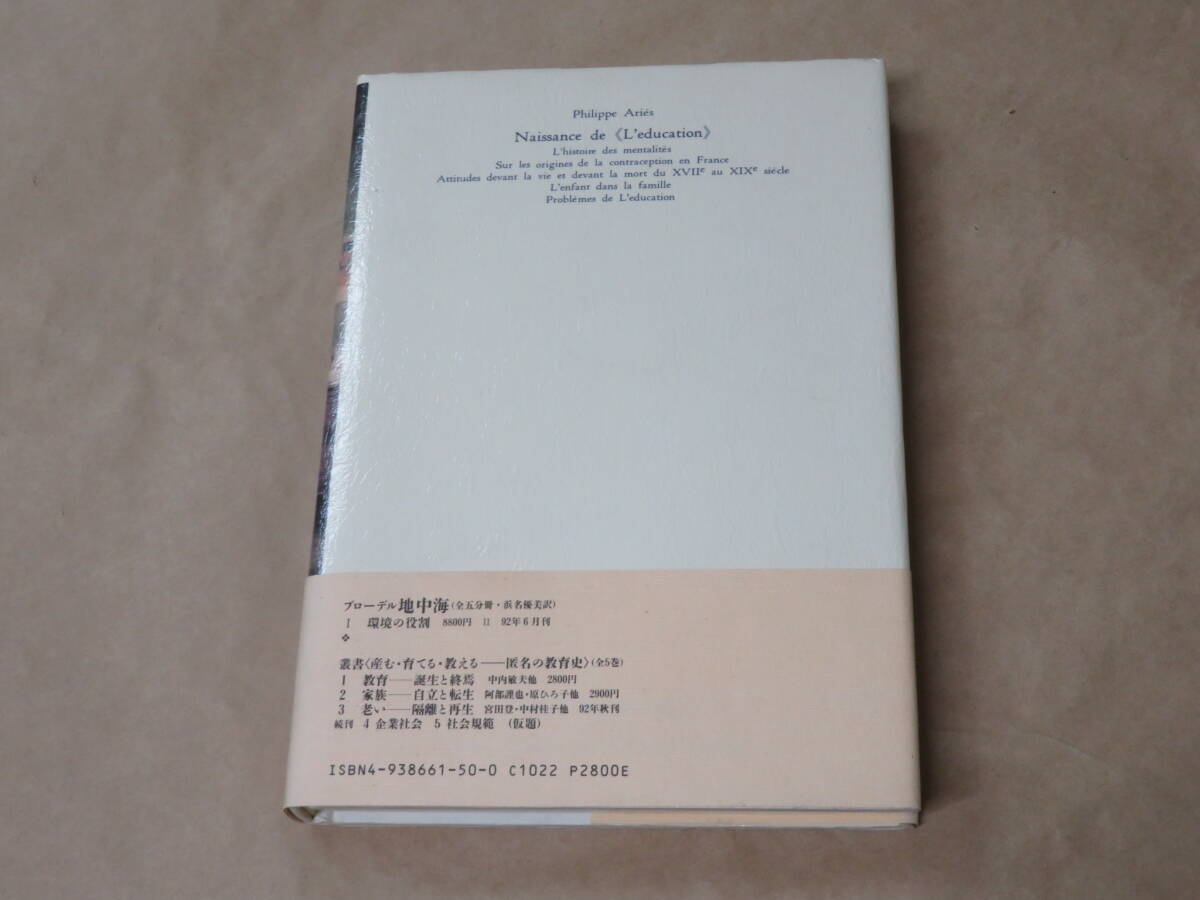 Philippe Ariés
Naissance de 《L'education》
L'histoire des mentalités
Sur les origines de la contraception en France
Attitudes devant la vie et devant la mort du XVIIe au XIXe siécle
L'enfant dans la famille
Problémes de L'education
ブローデル 地中海(全五分冊・浜名優美訳)
I 環境の役割 8800円 II 92年6月刊
❖
叢書〈産む・育てる・教える――匿名の教育史〉(全5巻)
1 教育――誕生と終焉 中内敏夫他 2800円
2 家族――自立と転生 阿部謹也・原ひろ子他 2900円
3 老い――隔離と再生 宮田登・中村桂子他 92年秋刊
続刊 4 企業社会 5 社会規範 (仮題)
ISBN4-938661-50-0 C1022 P2800E